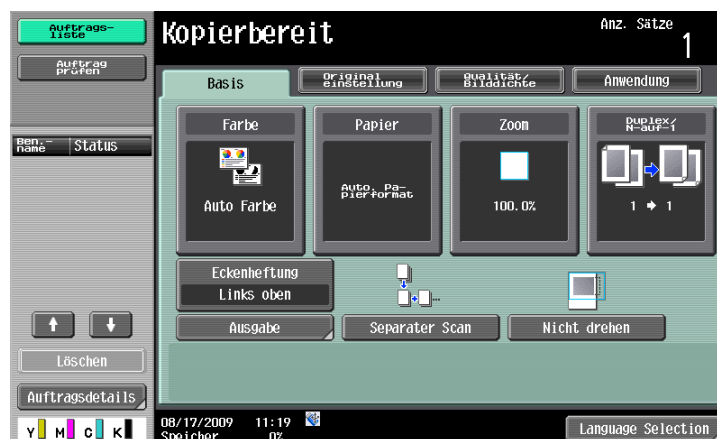 Auftrags-
liste
Kopierbereit
Anz. Sätze
1
Auftrag
prüfen
Basis
Original
einstellung
Qualität/
Bilddichte
Anwendung
Ben.-
name
Status
Farbe
Papier
Zoom
Duplex/
N-auf-1
Auto Farbe
Auto. Pa-
pierformat
100.0%
1 → 1
Eckenheftung
Links oben
Ausgabe
Separater Scan
Nicht drehen
Löschen
Auftragsdetails
Y M C K
08/17/2009 11:19
Speicher 0%
Language Selection